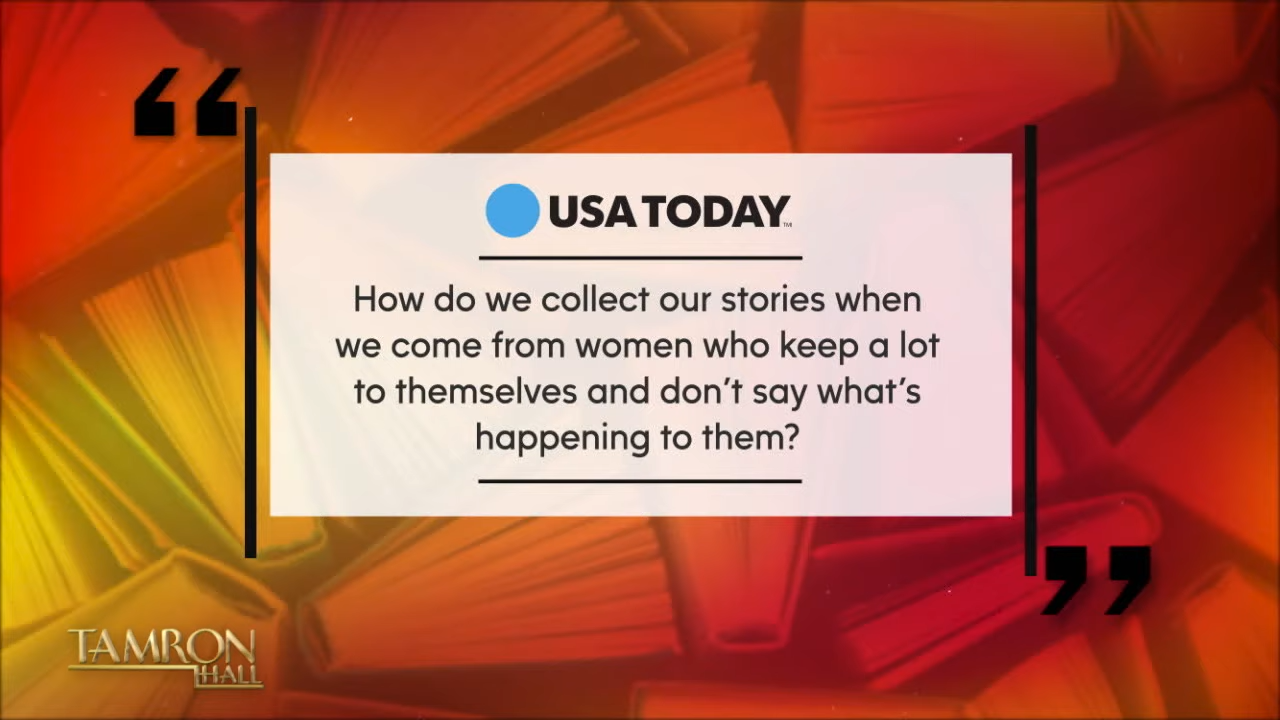 “
USA TODAY™
How do we collect our stories when
we come from women who keep a lot
to themselves and don’t say what’s
happening to them?
”
TAMRON
HALL